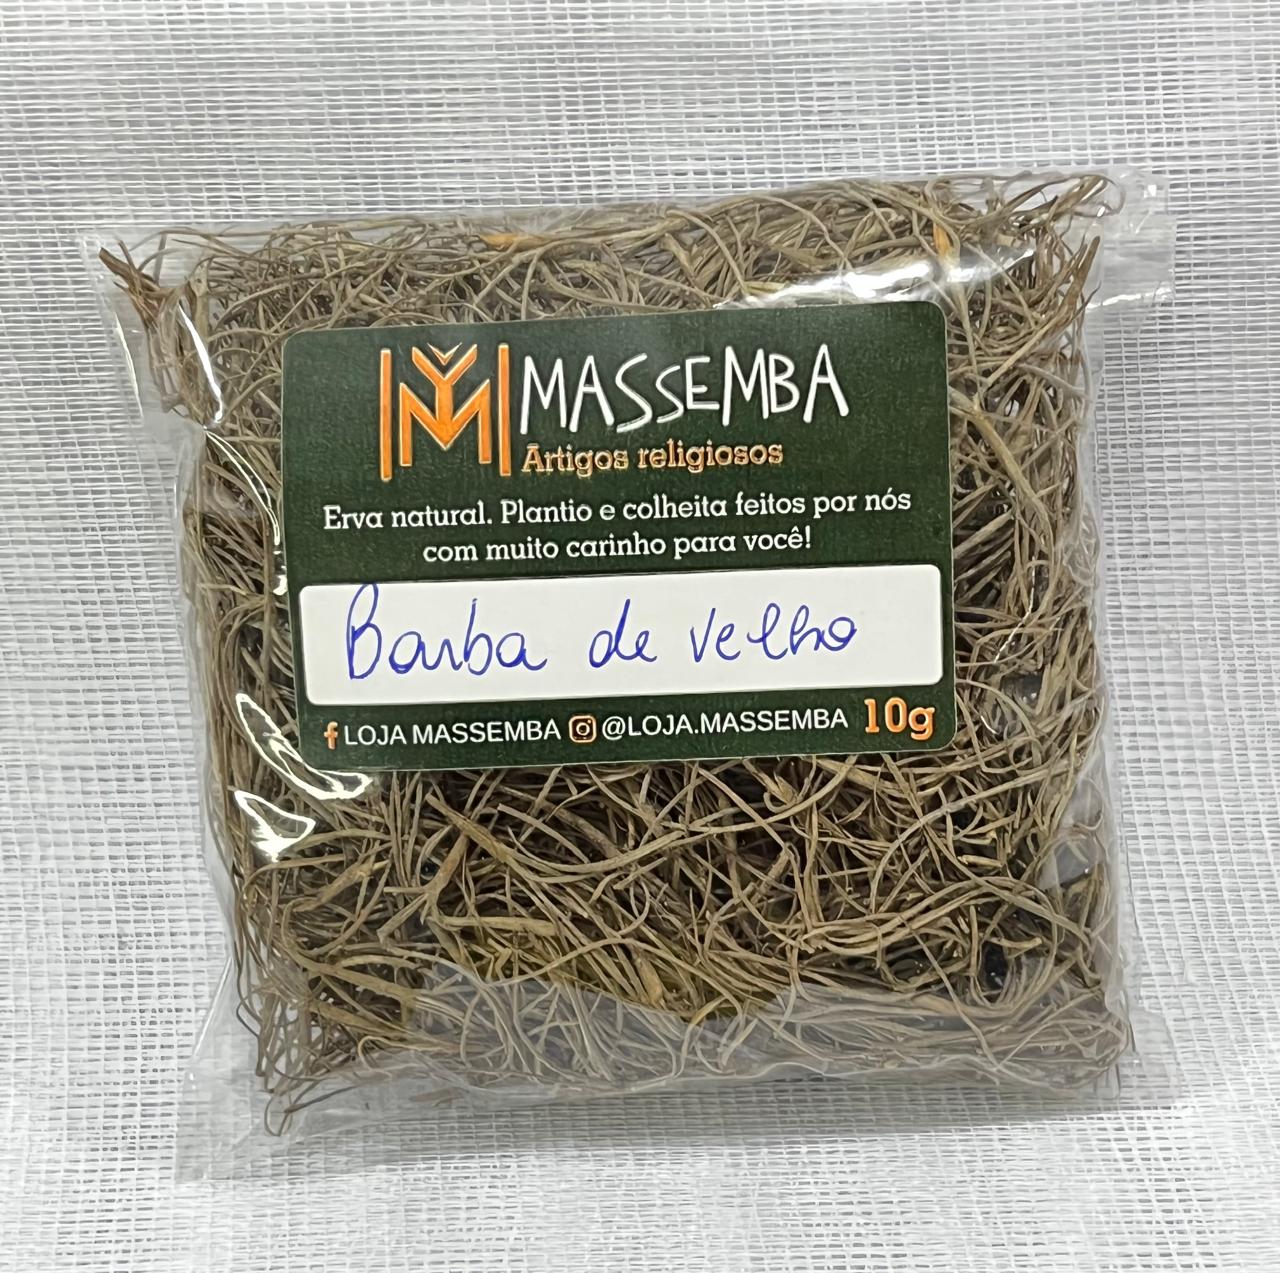 MASSEMBA
Artigos religiosos
Erva natural. Plantio e colheita feitos por nós
com muito carinho para você!
Barba de velho
LOJA MASSEMBA @LOJA.MASSEMBA 10g